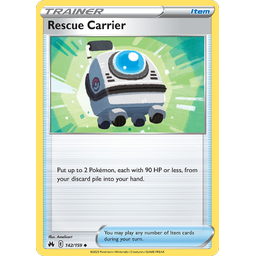 TRAINER Item
Rescue Carrier
Put up to 2 Pokémon, each with 90 HP or less, from
your discard pile into your hand.
142/159
You may play any number of Item cards
during your turn.